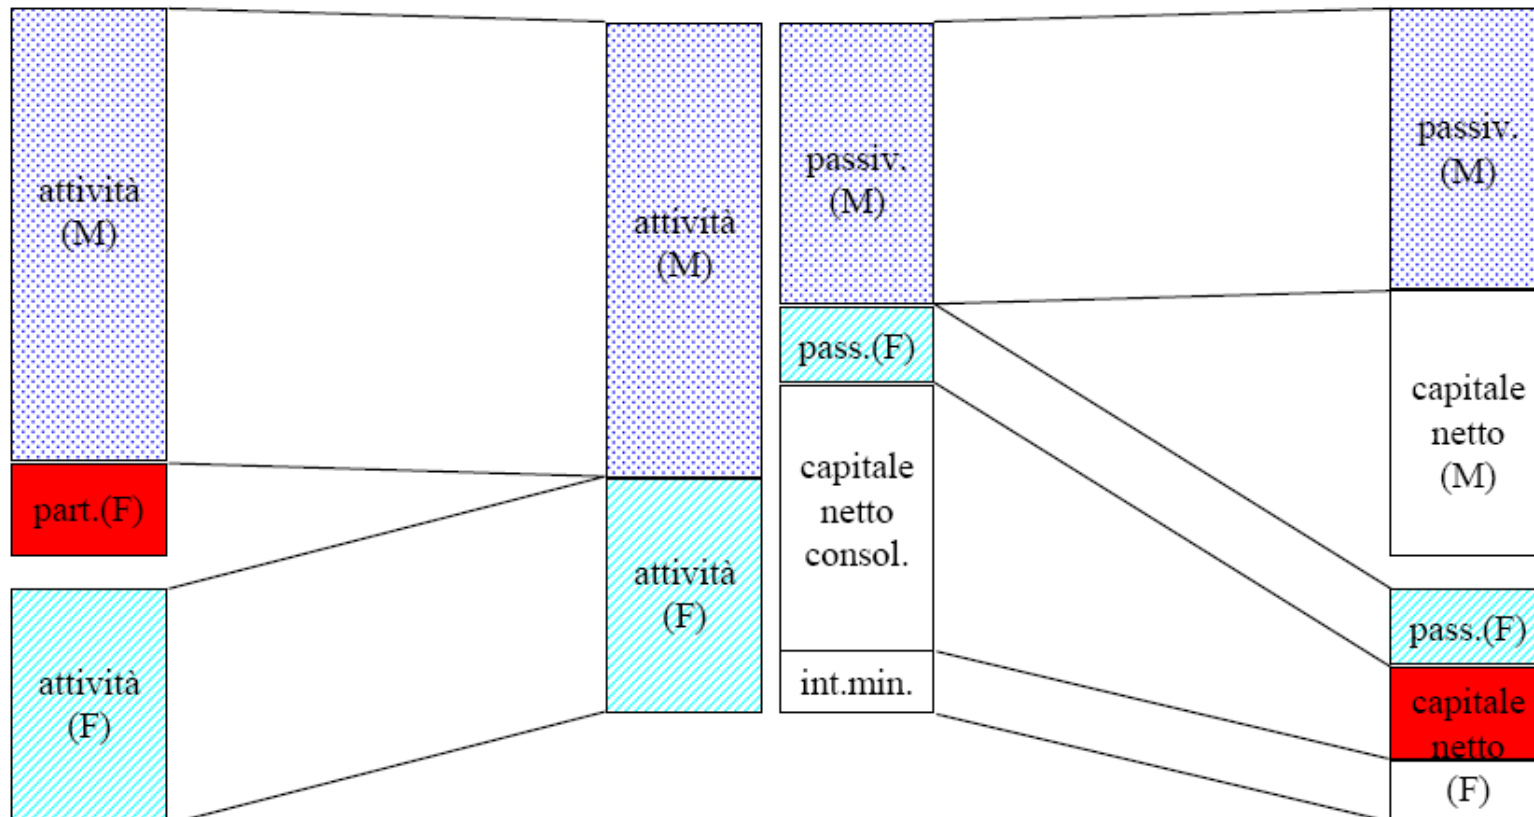 attività
(M)
part.(F)
attività
(F)
attività
(M)
attività
(F)
passiv.
(M)
pass.(F)
capitale
netto
consol.
int.min.
passiv.
(M)
capitale
netto
(M)
pass.(F)
capitale
netto
(F)